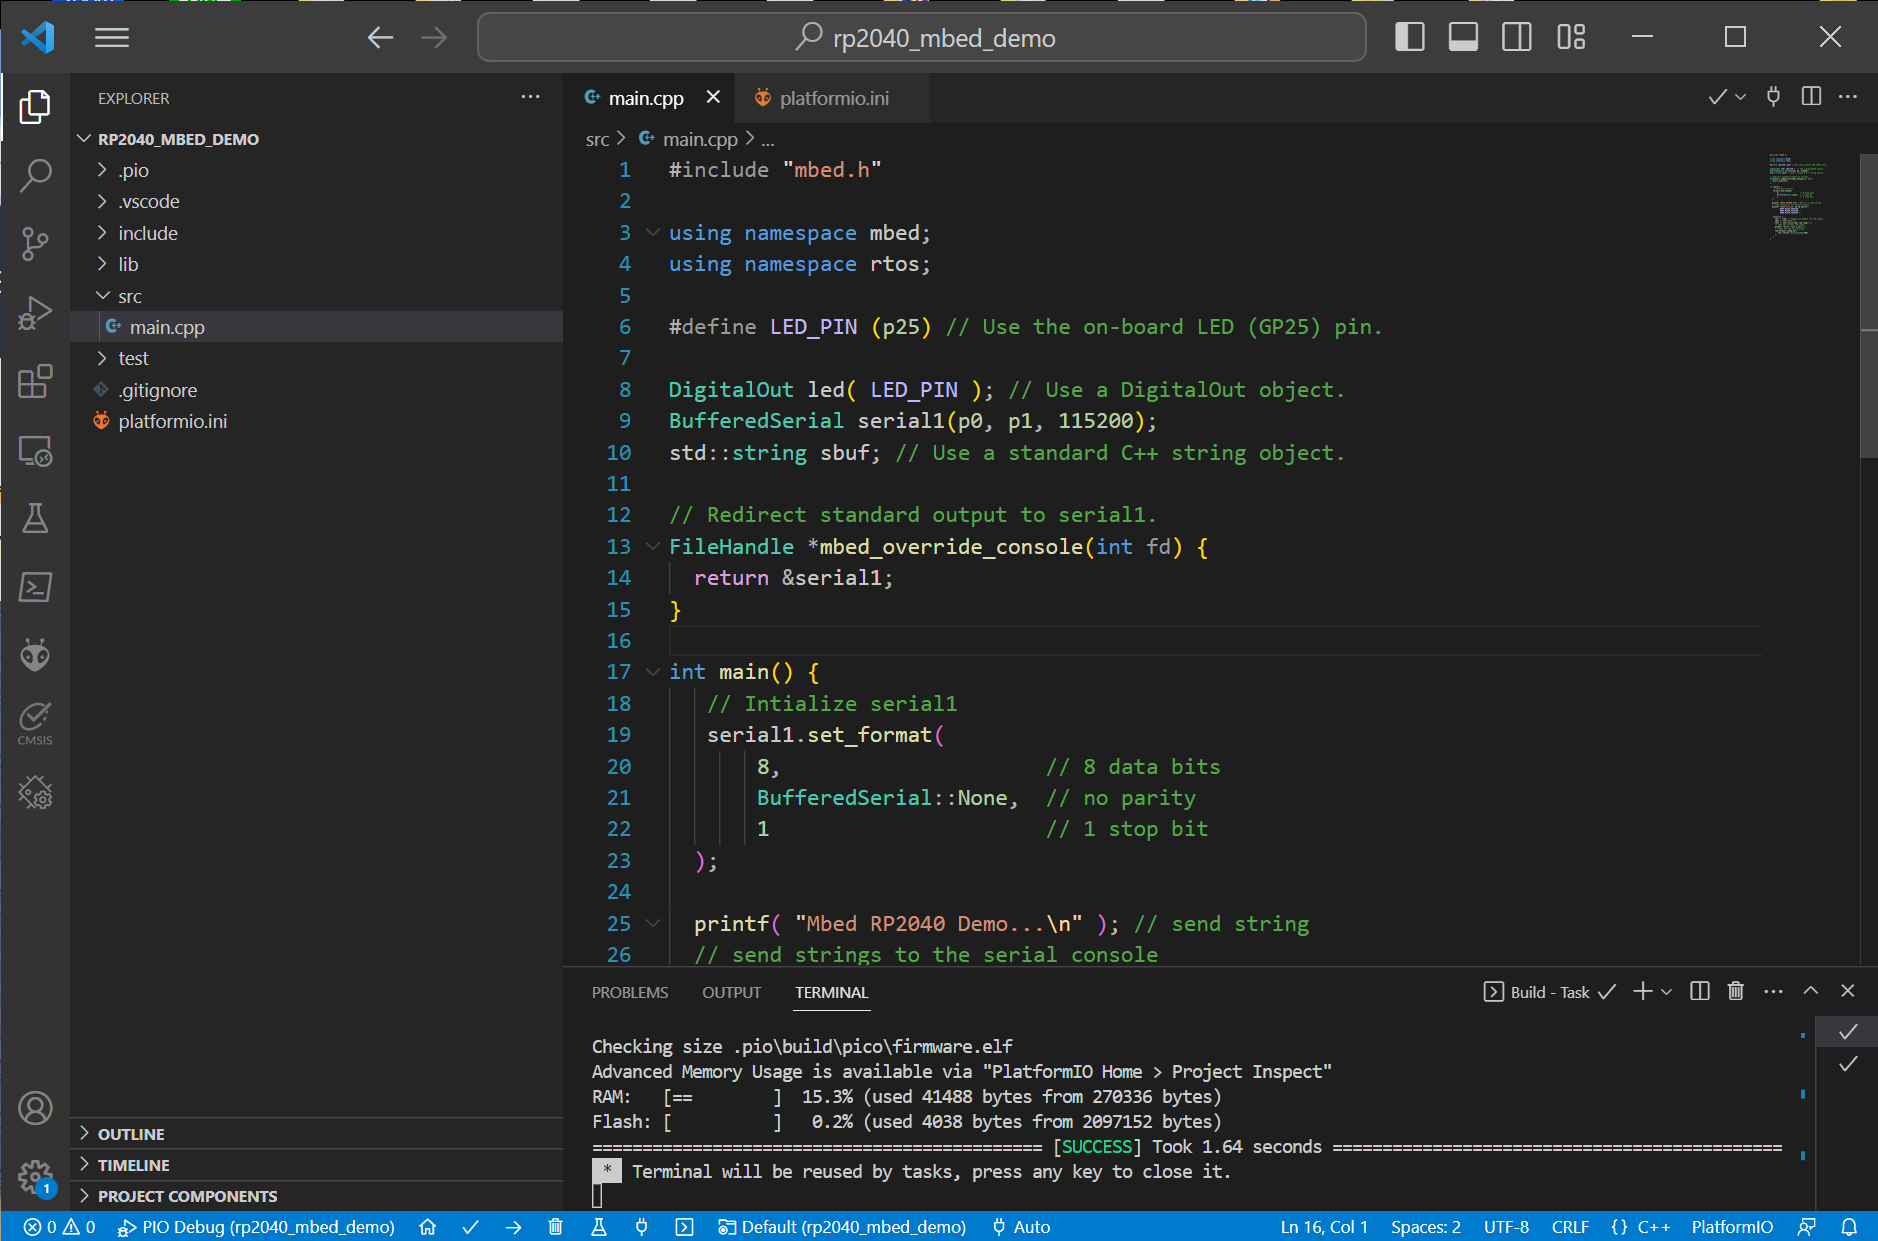 rp2040_mbed_demo
EXPLORER
RP2040_MBED_DEMO
.pio
.vscode
include
lib
src
main.cpp
test
.gitignore
platformio.ini
CMSIS
OUTLINE
TIMELINE
PROJECT COMPONENTS
1
main.cpp
platformio.ini
src > main.cpp > ...
1 #include "mbed.h"
2
3 using namespace mbed;
4 using namespace rtos;
5
6 #define LED_PIN (p25) // Use the on-board LED (GP25) pin.
7
8 DigitalOut led( LED_PIN ); // Use a DigitalOut object.
9 BufferedSerial serial1(p0, p1, 115200);
10 std::string sbuf; // Use a standard C++ string object.
11
12 // Redirect standard output to serial1.
13 FileHandle *mbed_override_console(int fd) {
14 return &serial1;
15 }
16
17 int main() {
18 // Intialize serial1
19 serial1.set_format(
20 8, // 8 data bits
21 BufferedSerial::None, // no parity
22 1 // 1 stop bit
23 );
24
25 printf( "Mbed RP2040 Demo...\n" ); // send string
26 // send strings to the serial console
PROBLEMS OUTPUT TERMINAL
Build - Task
Checking size .pio\build\pico\firmware.elf
Advanced Memory Usage is available via "PlatformIO Home > Project Inspect"
RAM: [== ] 15.3% (used 41488 bytes from 270336 bytes)
Flash: [ ] 0.2% (used 4038 bytes from 2097152 bytes)
============================================= [SUCCESS] Took 1.64 seconds =============================================
* Terminal will be reused by tasks, press any key to close it.
0 0 PIO Debug (rp2040_mbed_demo) Default (rp2040_mbed_demo) Auto Ln 16, Col 1 Spaces: 2 UTF-8 CRLF {} C++ PlatformIO